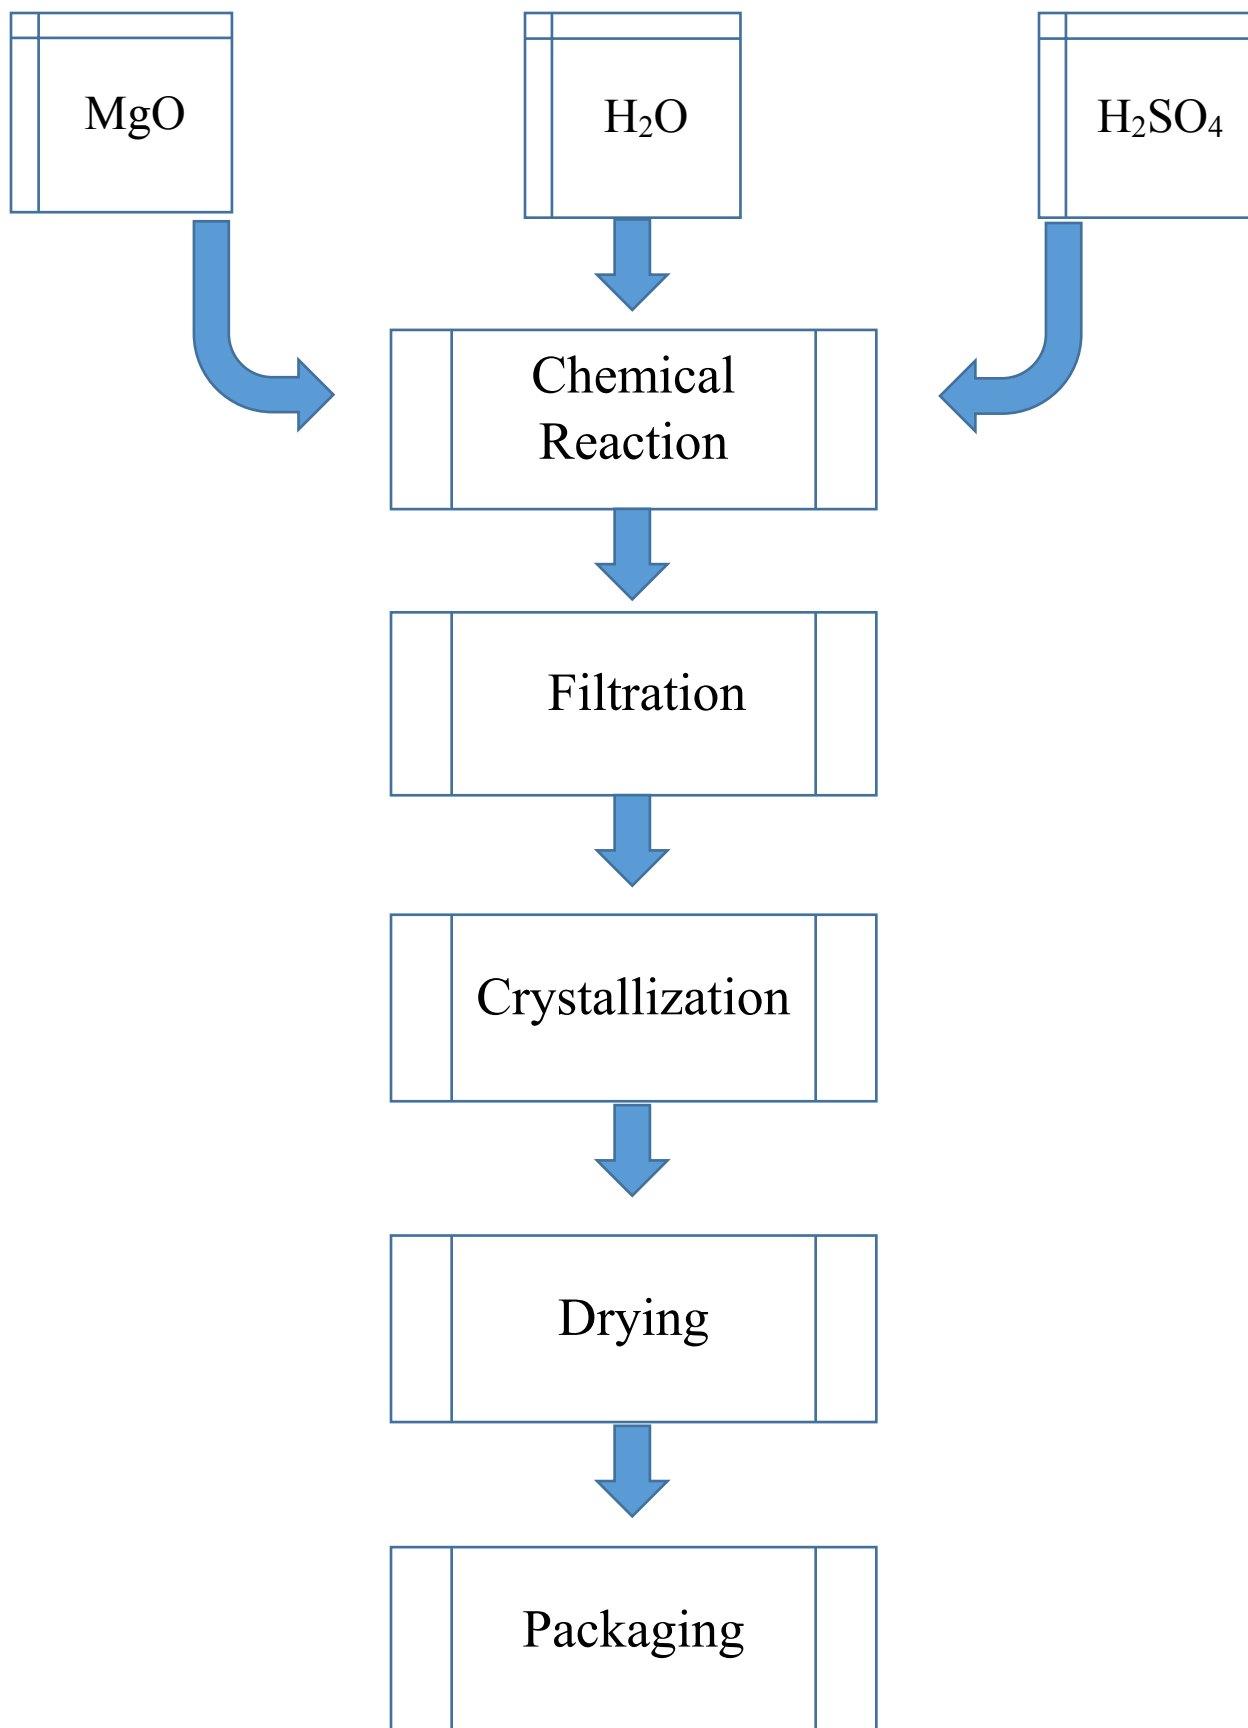 MgO
H₂O
H₂SO₄
Chemical
Reaction
Filtration
Crystallization
Drying
Packaging